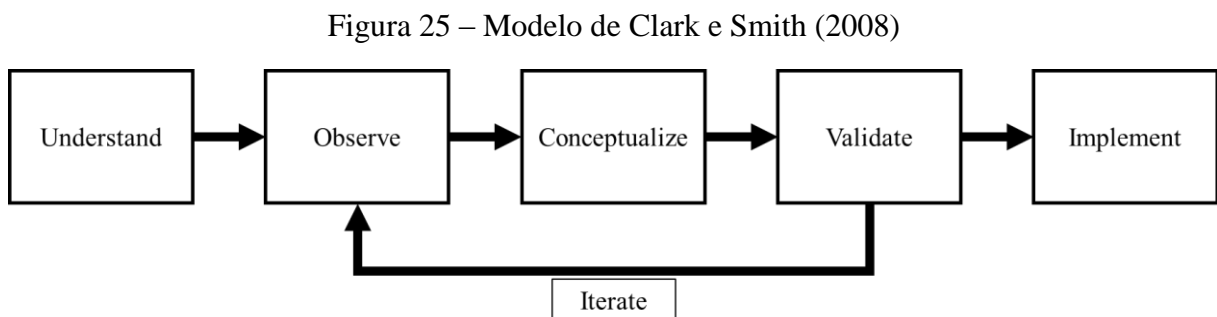 Figura 25 – Modelo de Clark e Smith (2008)
Understand
Observe
Conceptualize
Validate
Implement
Iterate